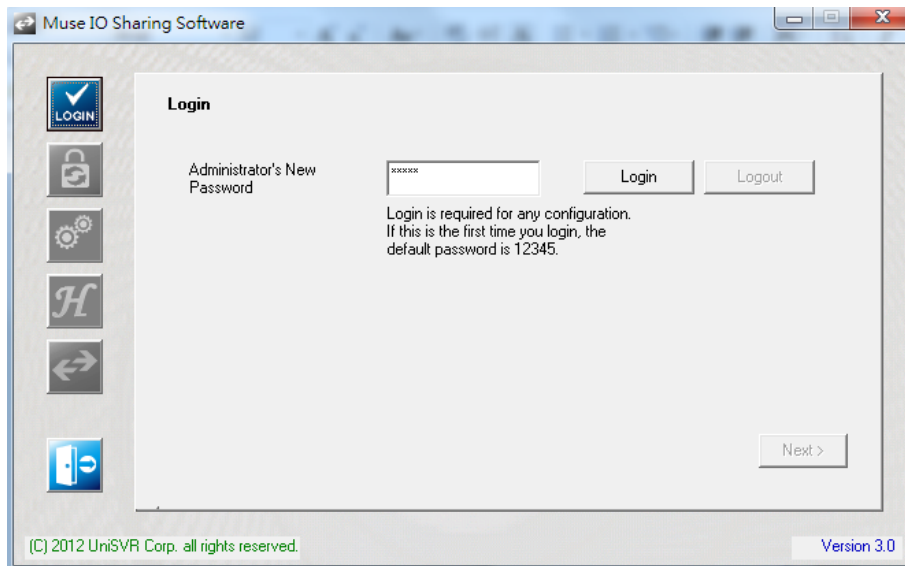 Muse IO Sharing Software
LOGIN
Login
Administrator's New
Password
xxxxx
Login
Logout
Login is required for any configuration.
If this is the first time you login, the
default password is 12345.
H
Next >
(C) 2012 UniSVR Corp. all rights reserved.
Version 3.0